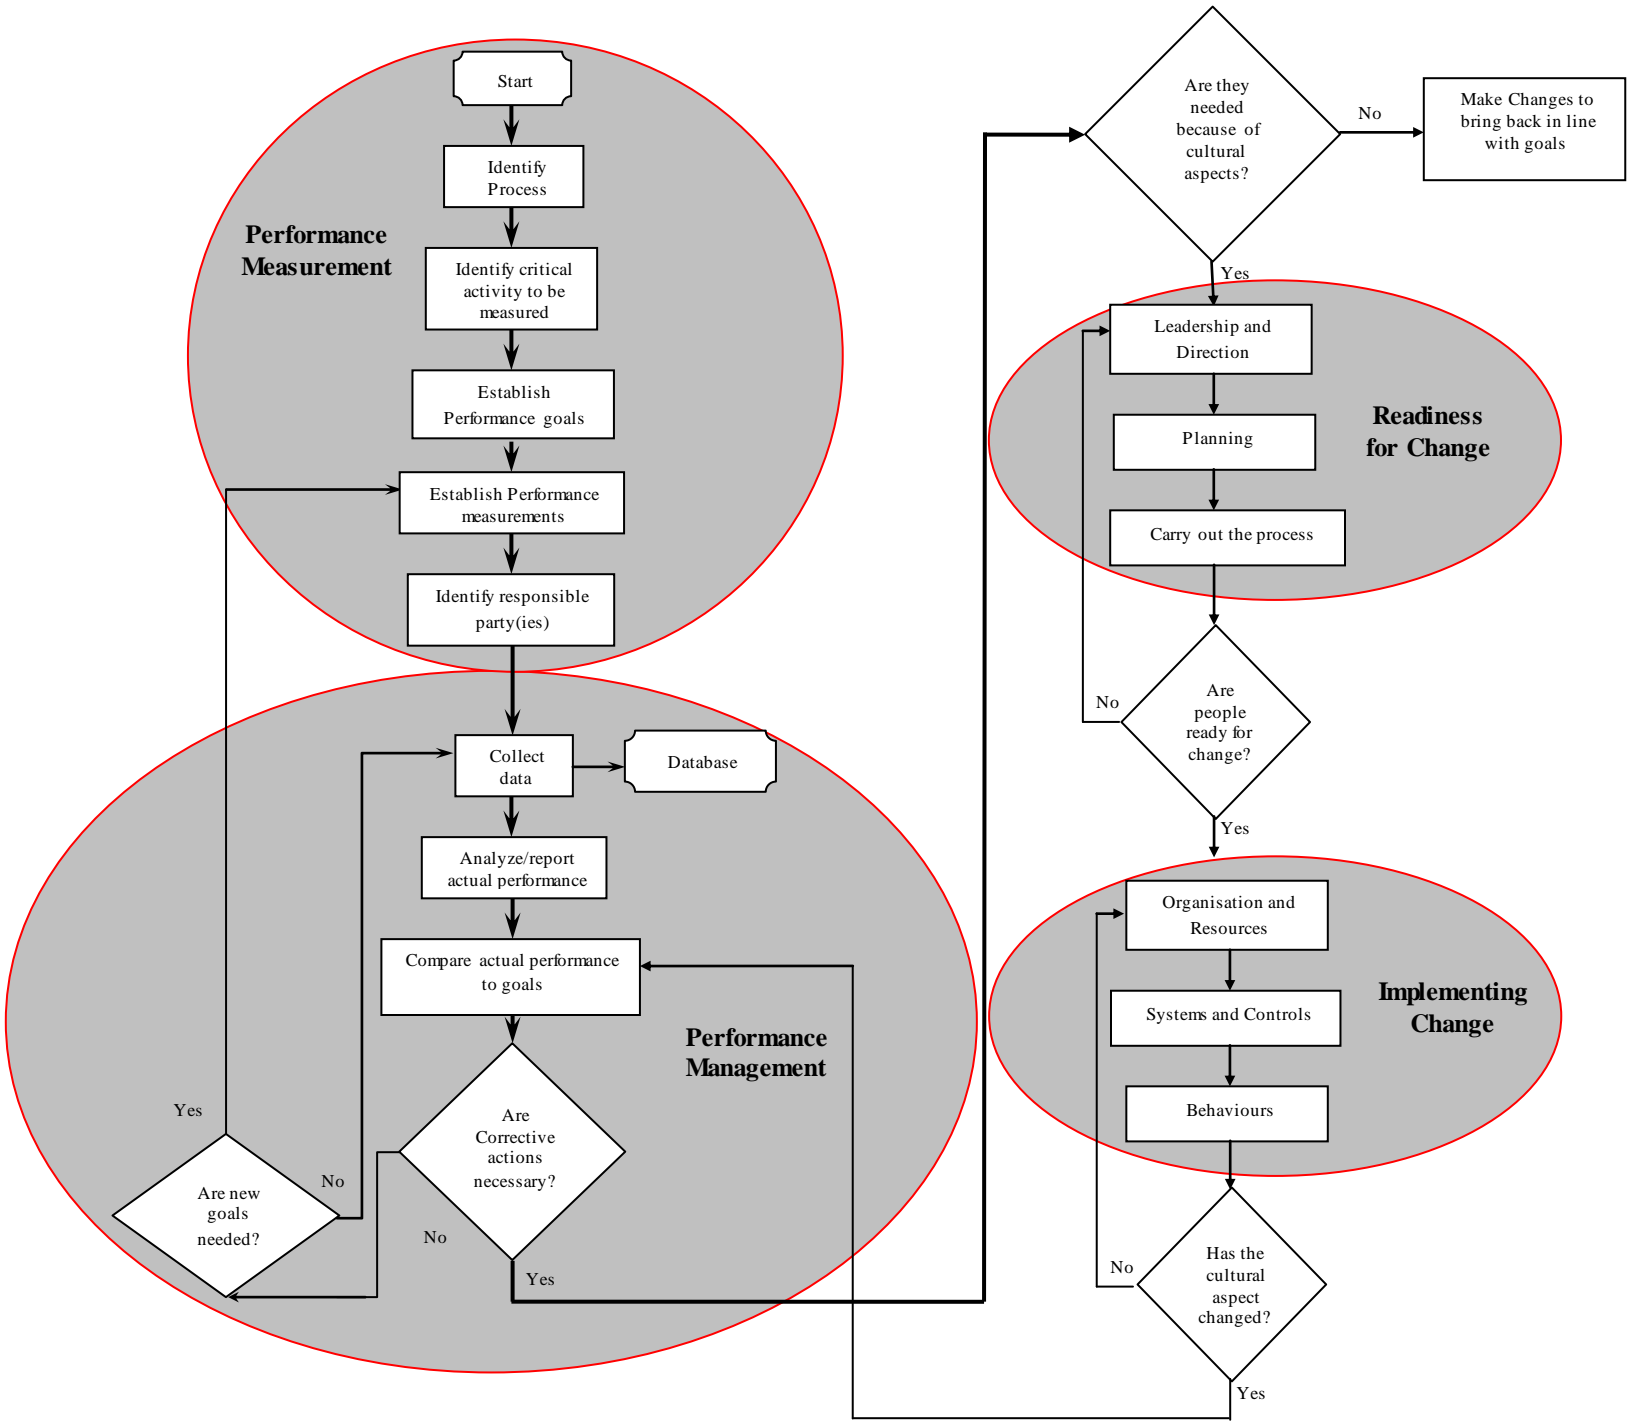 Start
Identify
Process
Performance
Measurement
Identify critical
activity to be
measured
Establish
Performance goals
Establish Performance
measurements
Identify responsible
party(ies)
Collect
data
Database
Analyze/report
actual performance
Compare actual performance
to goals
Performance
Management
Are
Corrective
actions
necessary?
Yes
No
Are new
goals
needed?
No
Yes
Are they
needed
because of
cultural
aspects?
No
Make Changes to
bring back in line
with goals
Yes
Leadership and
Direction
Readiness
for Change
Planning
Carry out the process
Are
people
ready for
change?
No
Yes
Organisation and
Resources
Implementing
Change
Systems and Controls
Behaviours
Has the
cultural
aspect
changed?
No
Yes